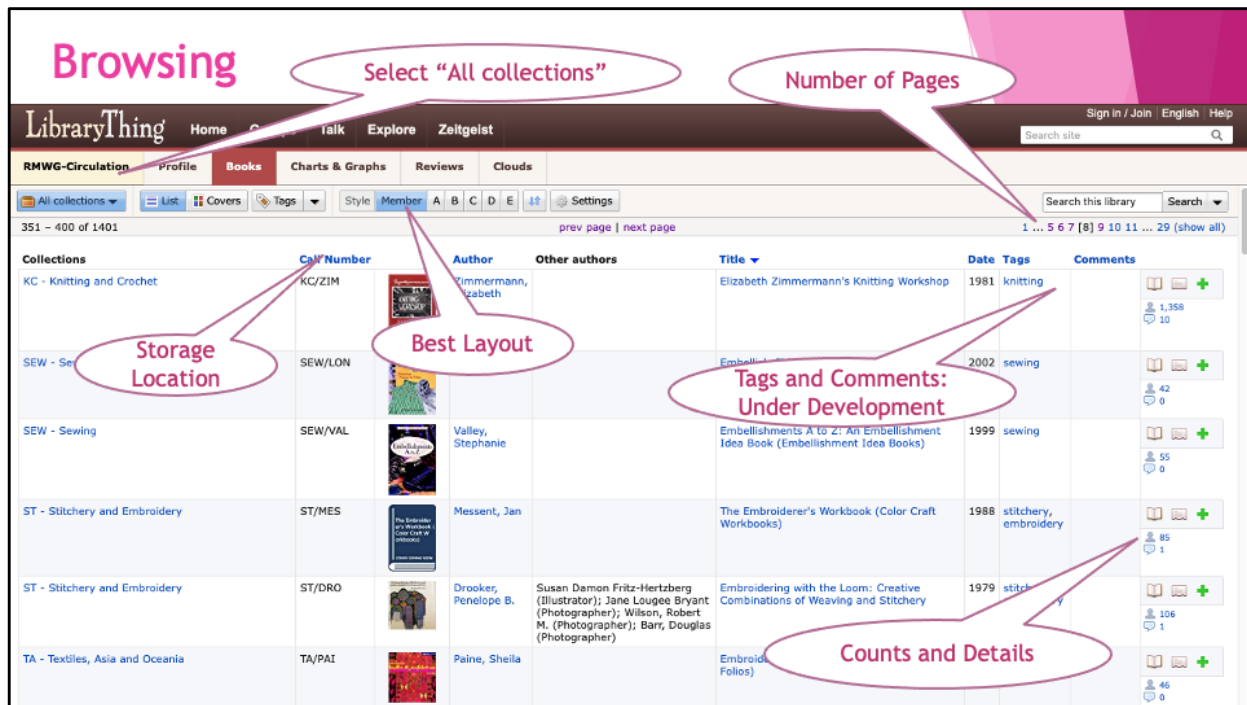 Browsing
Select “All collections”
Number of Pages
Sign in / Join English Help
LibraryThing Home Talk Explore Zeitgeist
Search site
RMWG-Circulation Profile Books Charts & Graphs Reviews Clouds
All collections List Covers Tags Style Member A B C D E Settings Search this library Search
351 – 400 of 1401 prev page | next page 1 ... 5 6 7 [8] 9 10 11 ... 29 (show all)
Collections Call Number Author Other authors Title Date Tags Comments
KC - Knitting and Crochet KC/ZIM Zimmermann, Elizabeth Zimmermann's Knitting Workshop 1981 knitting
Elizabeth
1,358
10
Storage
Location
Best Layout
Tags and Comments:
Under Development
SEW/LON 2002 sewing
42
0
SEW - Sewing SEW/VAL Valley, Embellishments A to Z: An Embellishment 1999 sewing
Stephanie Idea Book (Embellishment Idea Books)
Embellishments
A to Z
55
0
ST - Stitchery and Embroidery ST/MES Messent, Jan The Embroiderer's Workbook (Color Craft 1988 stitchery,
Workbooks) embroidery
The Embroider
er's Workbook (
Color Craft W
orkbooks)
85
1
ST - Stitchery and Embroidery ST/DRO Drooker, Susan Damon Fritz-Hertzberg Embroidering with the Loom: Creative 1979
Penelope B. (Illustrator); Jane Lougee Bryant Combinations of Weaving and Stitchery
(Photographer); Wilson, Robert
M. (Photographer); Barr, Douglas
(Photographer)
106
1
Counts and Details
TA - Textiles, Asia and Oceania TA/PAI Paine, Sheila
Folios)
46
0